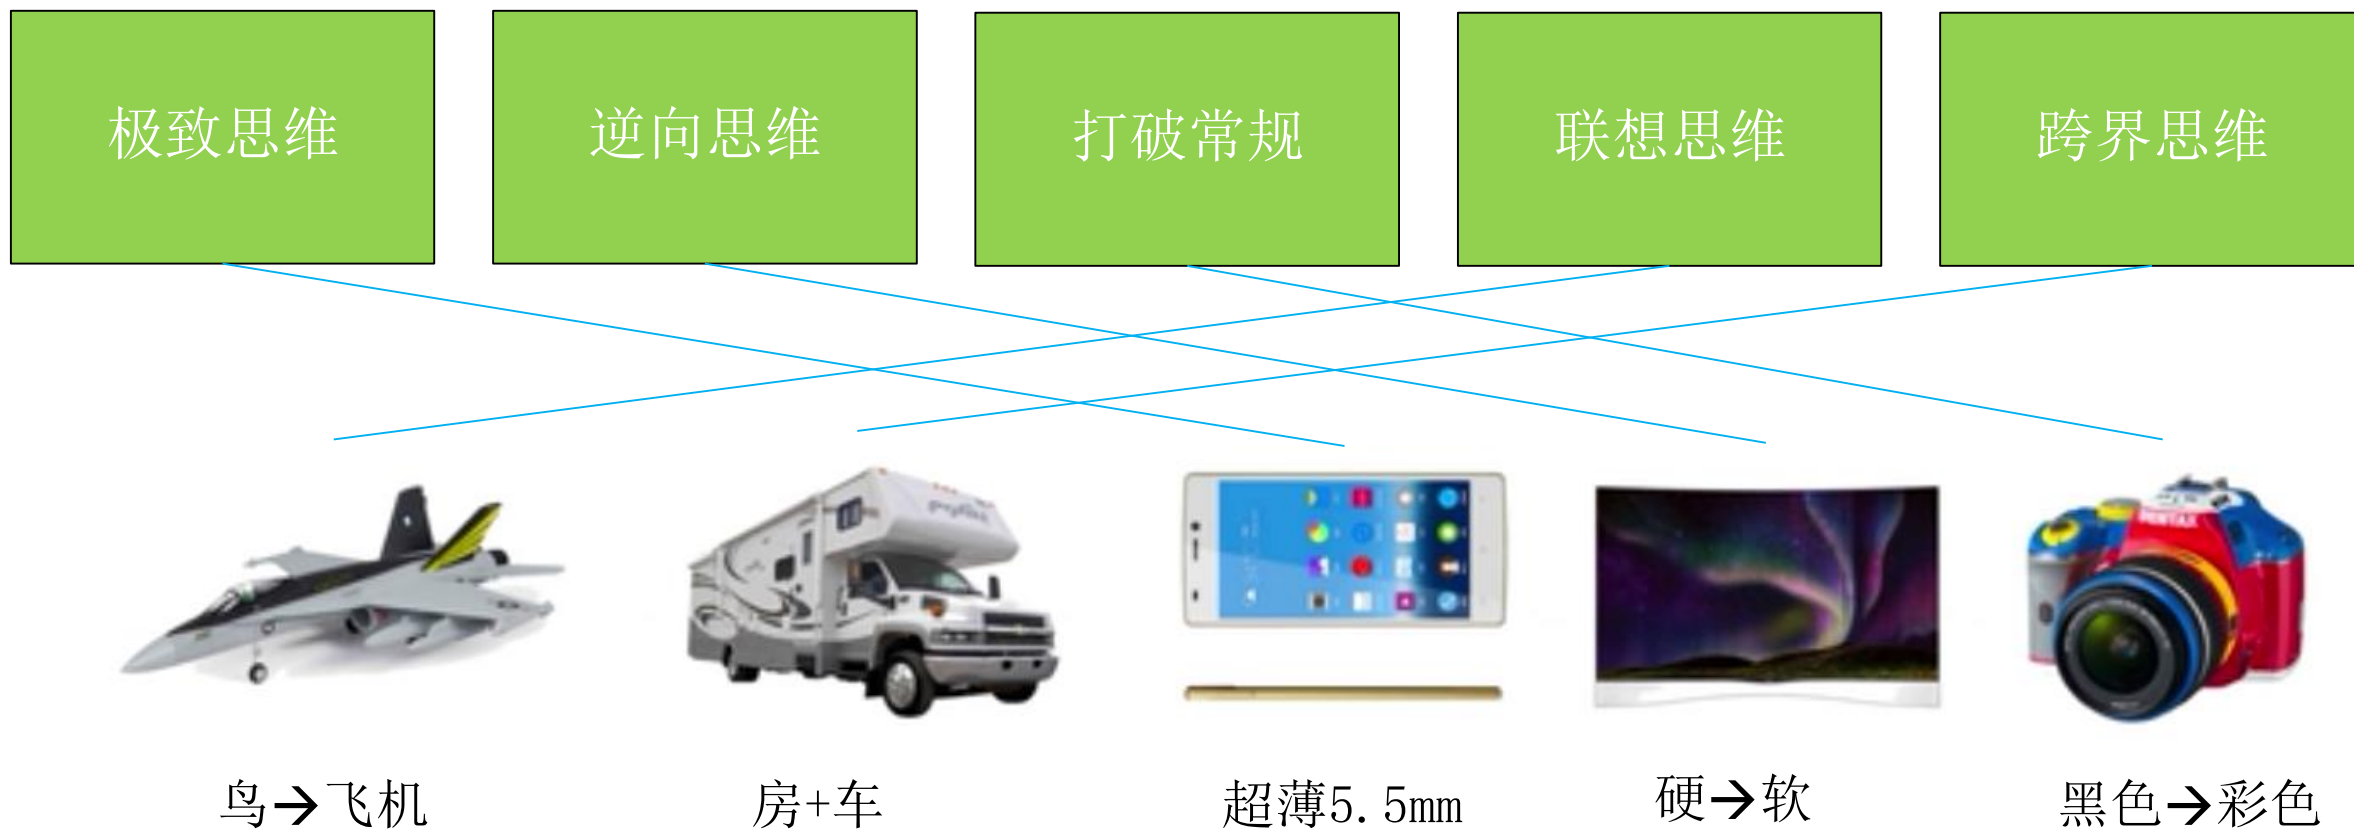 极致思维
逆向思维
打破常规
联想思维
跨界思维
PENTAX
鸟→飞机
房+车
超薄5.5mm
硬→软
黑色→彩色